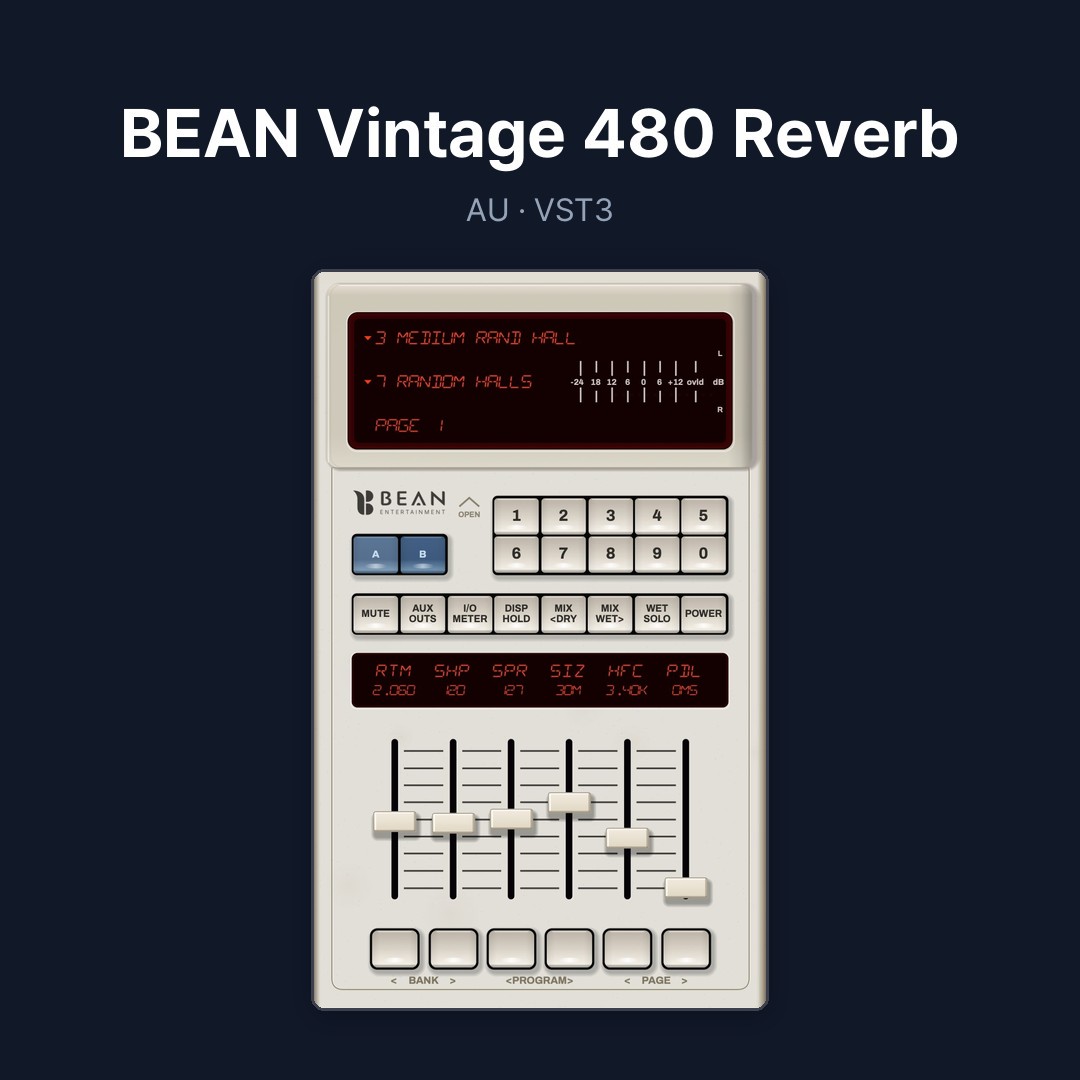 BEAN Vintage 480 Reverb
AU · VST3
3 MEDIUM RAND HALL
L
7 RANDOM HALLS
-24 18 12 6 0 6 +12 ovld dB
R
PAGE 1
BEAN
ENTERTAINMENT
OPEN
1 2 3 4 5
A B
6 7 8 9 0
MUTE AUX OUTS I/O METER DISP HOLD MIX <DRY MIX WET> WET SOLO POWER
RTM SHP SPR SIZ HFC PDL
2.060 120 127 30M 3.40K 0MS
< BANK > <PROGRAM> < PAGE >